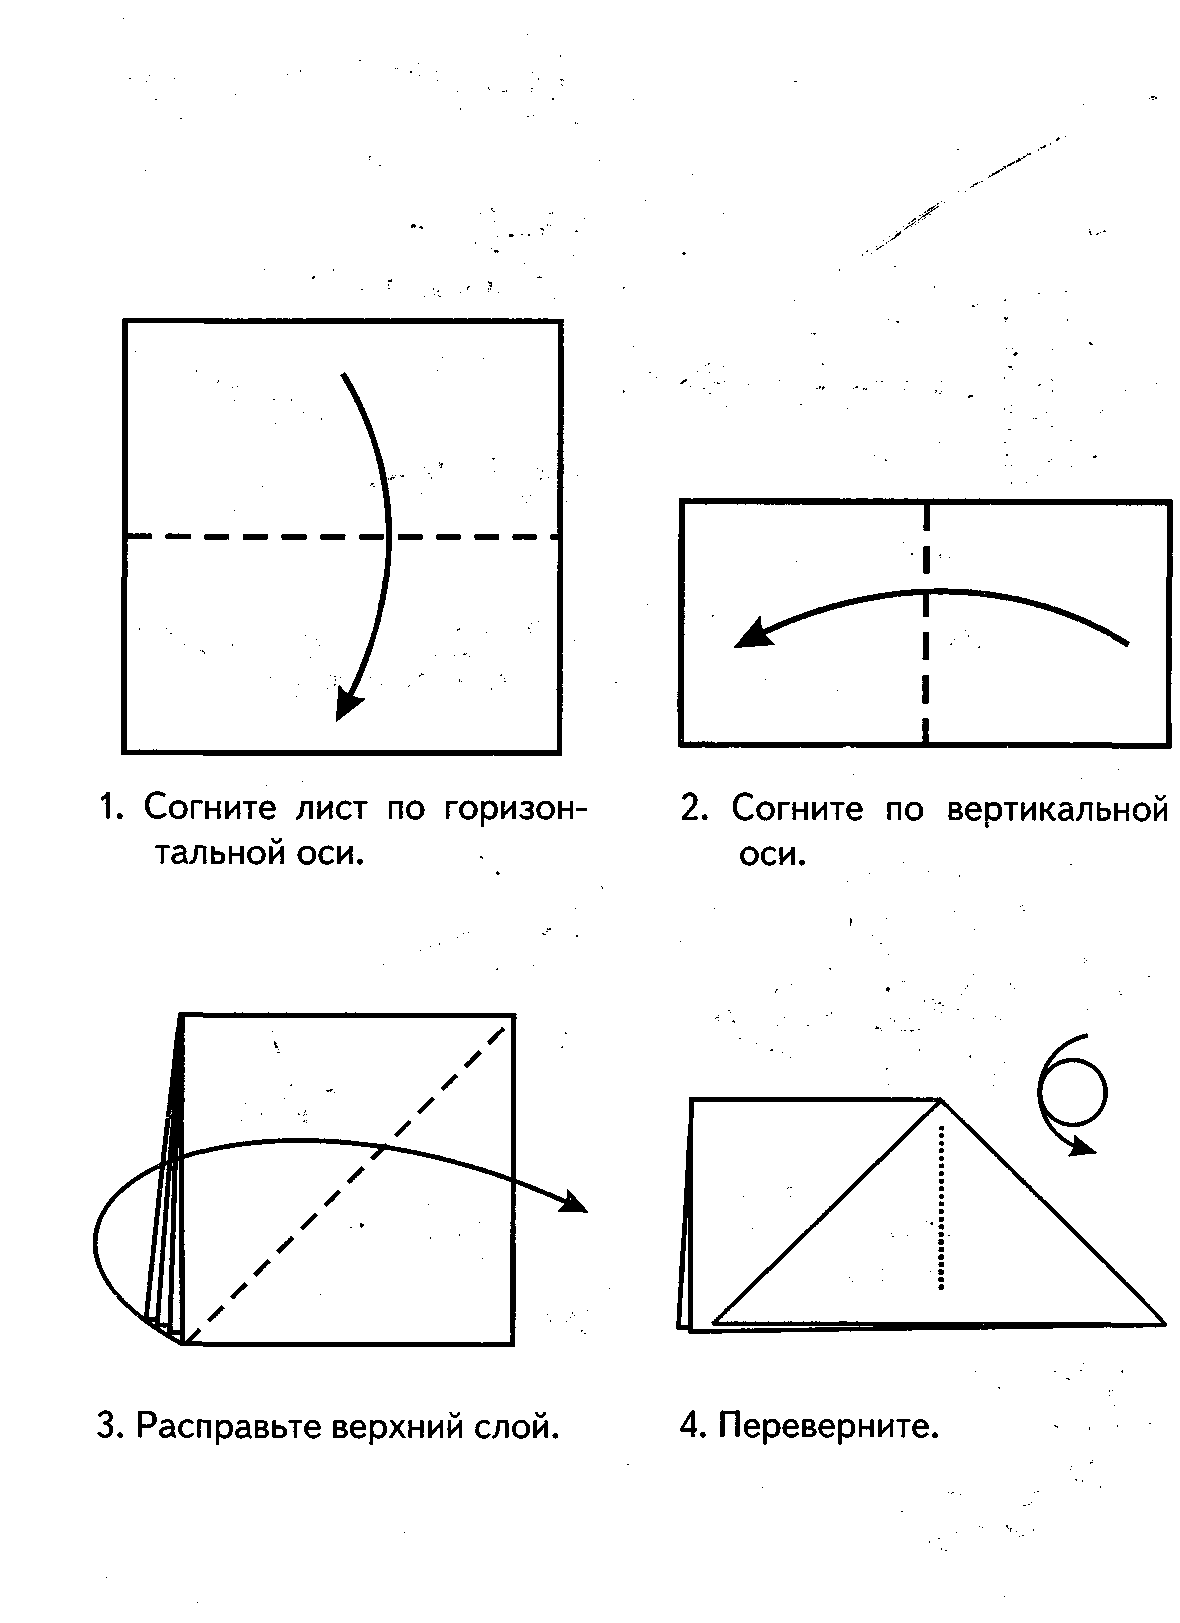 1. Согните лист по горизон-
тальной оси.
2. Согните по вертикальной
оси.
3. Расправьте верхний слой.
4. Переверните.